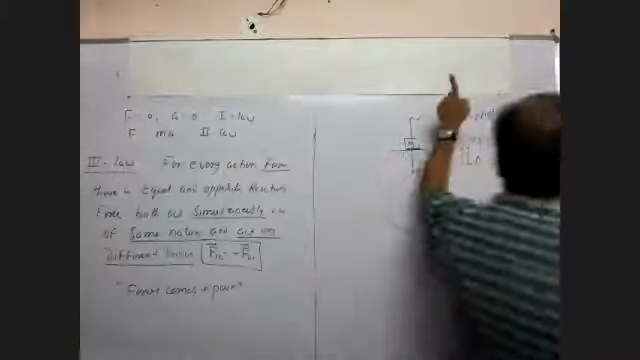 F = 0, a = 0 I - law
F ma II - law
III - law For every action Force
there is Equal and opposite Reaction
Force both act Simultaneously
of Same nature and act on
Different bodies F₁₂ = -F₂₁
"Forces comes in pair"
m